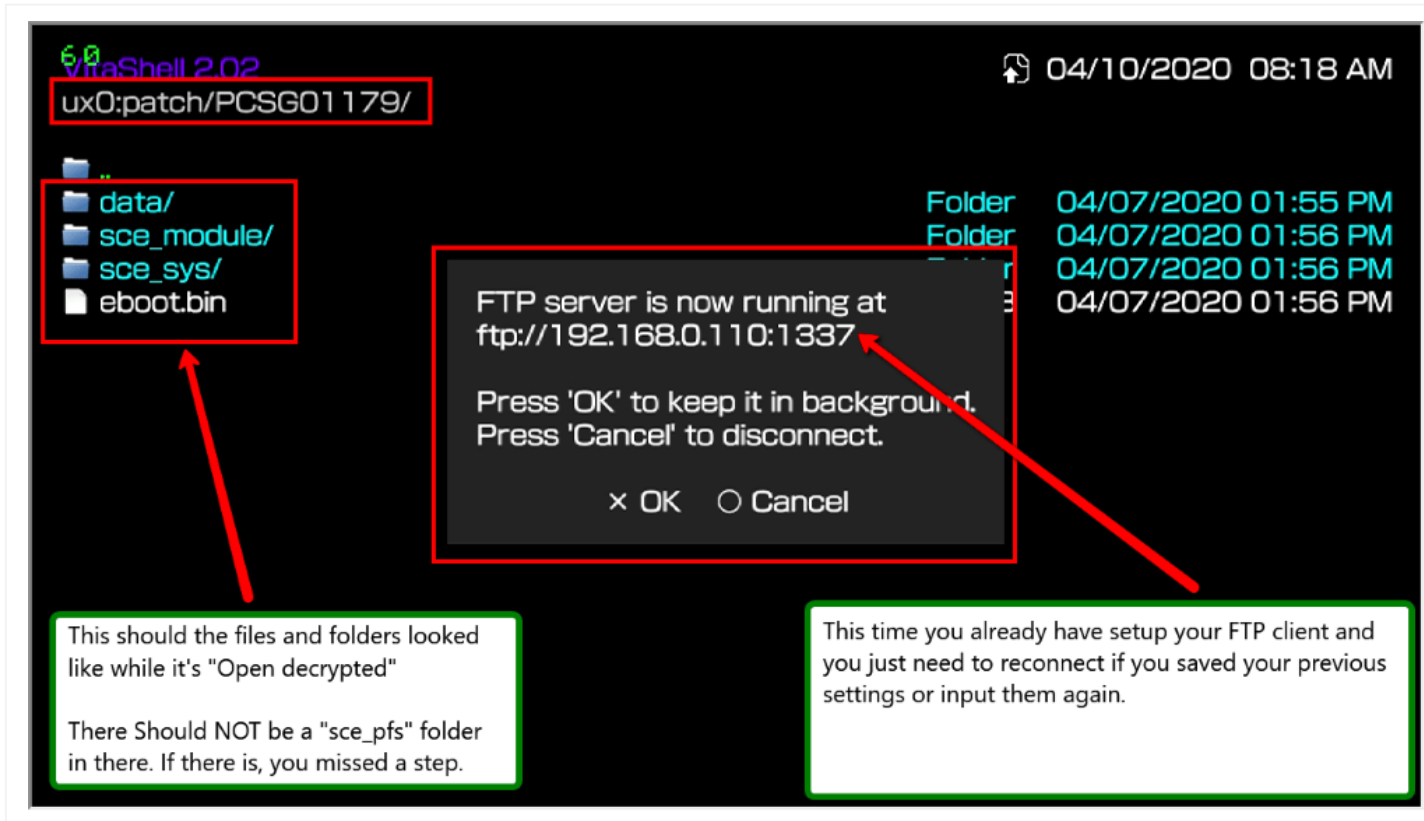 6.0
VitaShell 2.02
04/10/2020 08:18 AM
ux0:patch/PCSG01179/
..
data/ Folder 04/07/2020 01:55 PM
sce_module/ Folder 04/07/2020 01:56 PM
sce_sys/ 04/07/2020 01:56 PM
eboot.bin 04/07/2020 01:56 PM
FTP server is now running at
ftp://192.168.0.110:1337
Press 'OK' to keep it in background.
Press 'Cancel' to disconnect.
× OK ○ Cancel
This should the files and folders looked
like while it's "Open decrypted"
There Should NOT be a "sce_pfs" folder
in there. If there is, you missed a step.
This time you already have setup your FTP client and
you just need to reconnect if you saved your previous
settings or input them again.